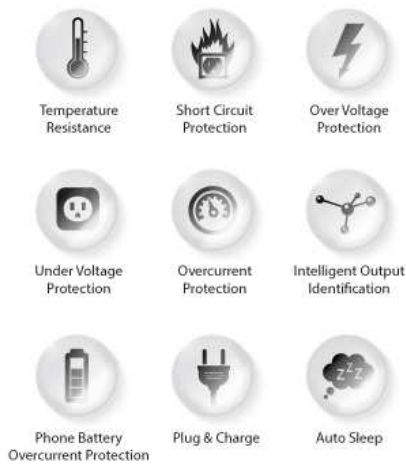 Temperature
Resistance
Short Circuit
Protection
Over Voltage
Protection
Under Voltage
Protection
Overcurrent
Protection
Intelligent Output
Identification
Phone Battery
Overcurrent Protection
Plug & Charge
Auto Sleep
ZZZ